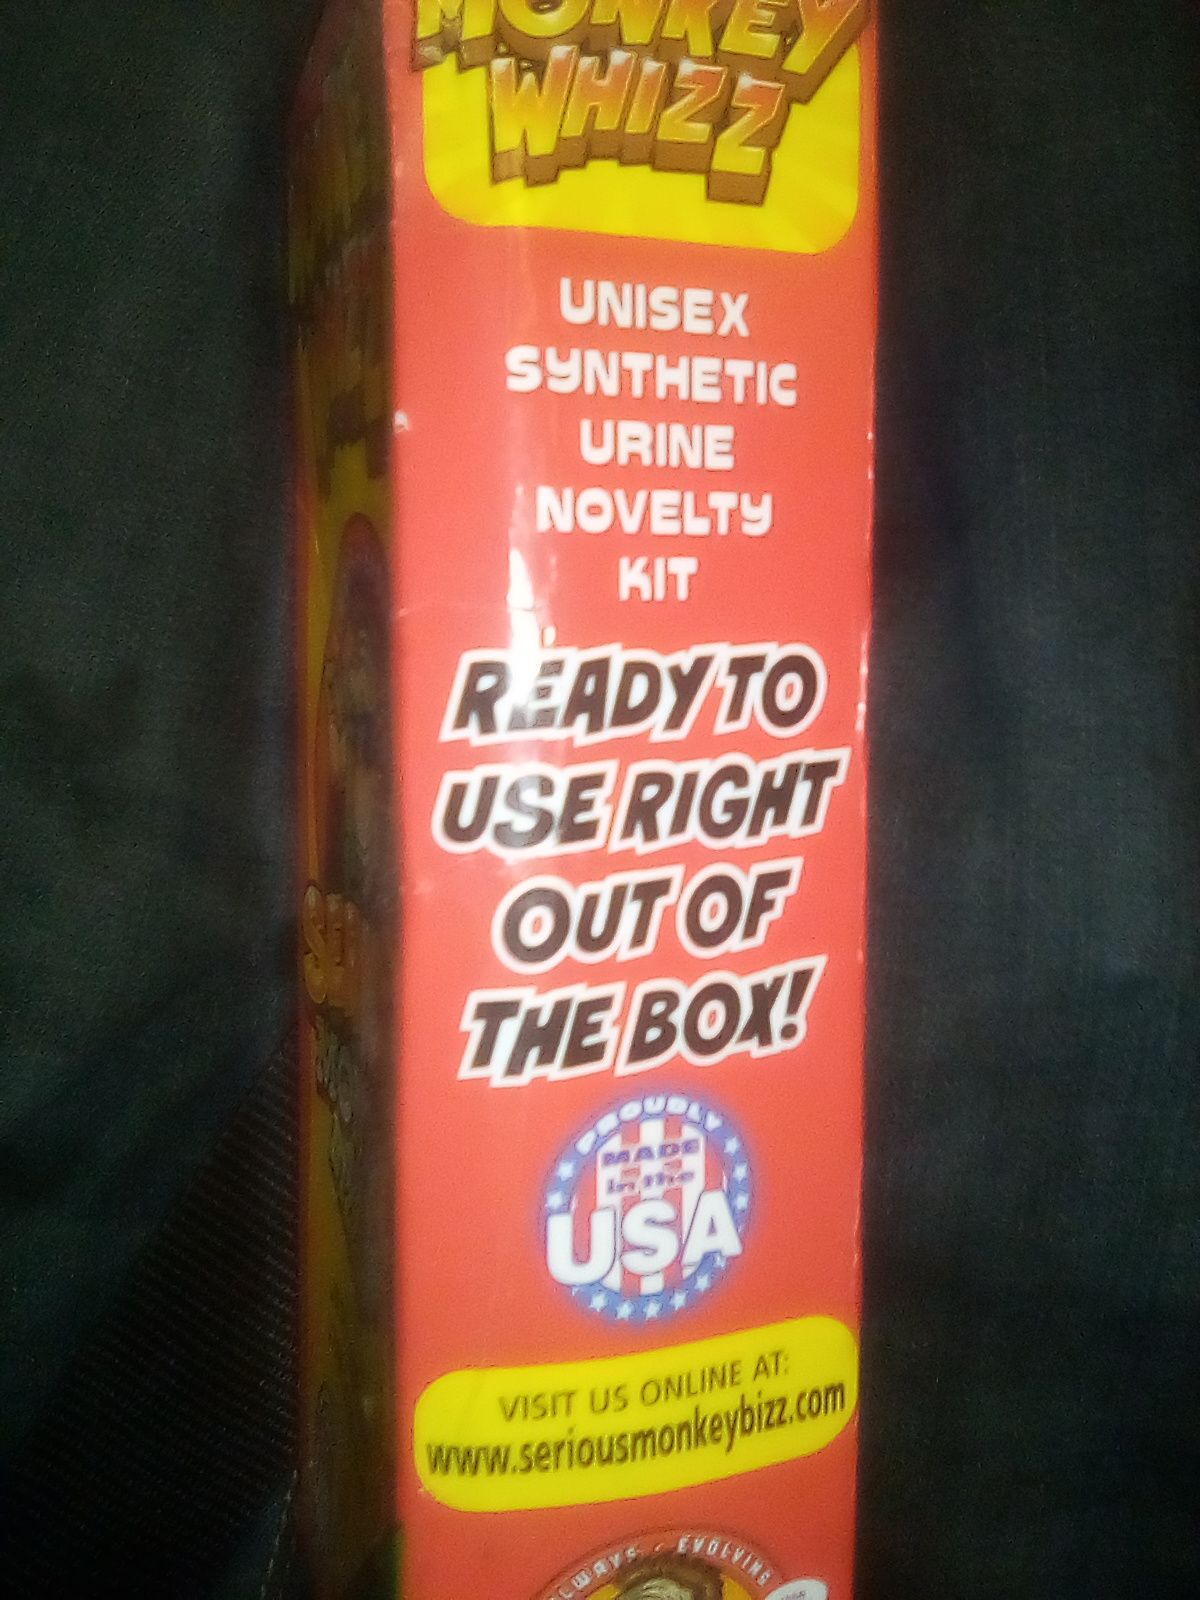 MONKEY
WHIZZ
UNISEX
SYNTHETIC
URINE
NOVELTY
KIT
READY TO
USE RIGHT
OUT OF
THE BOX!
PROUDLY
MADE
in the
USA
VISIT US ONLINE AT:
www.seriousmonkeybizz.com
ALWAYS • EVOLVING